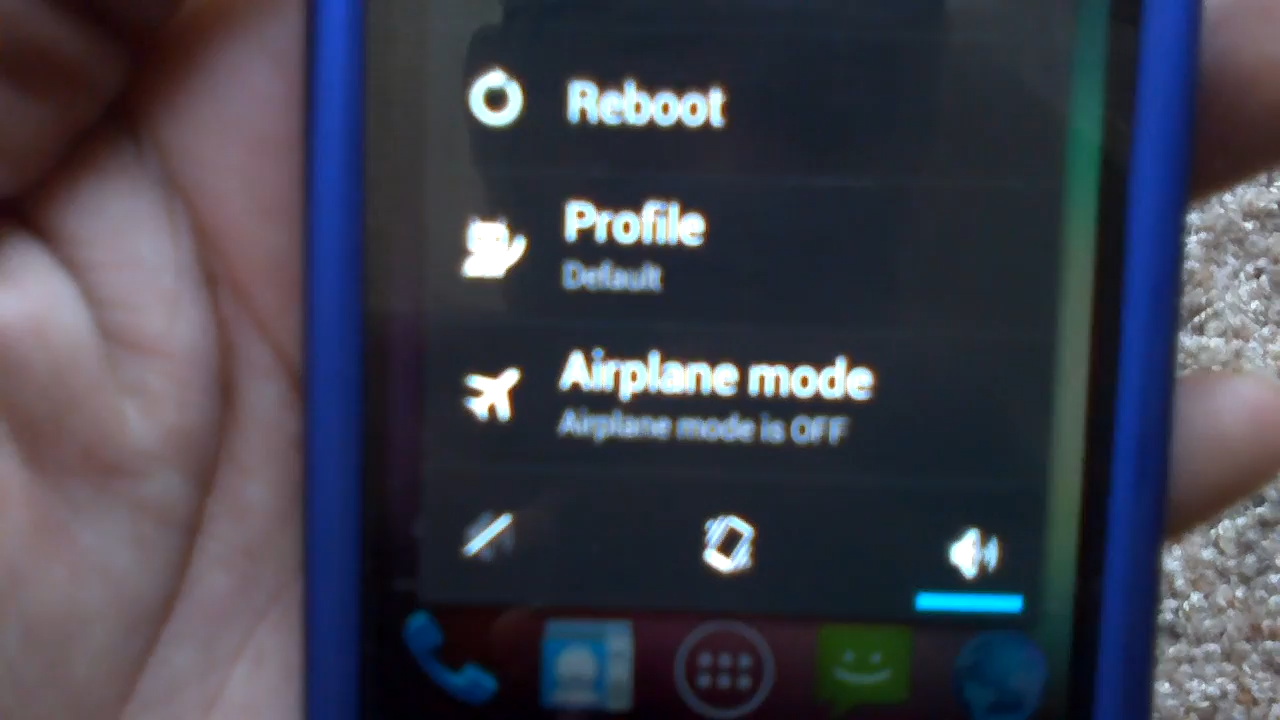 Reboot
Profile
Default
Airplane mode
Airplane mode is OFF